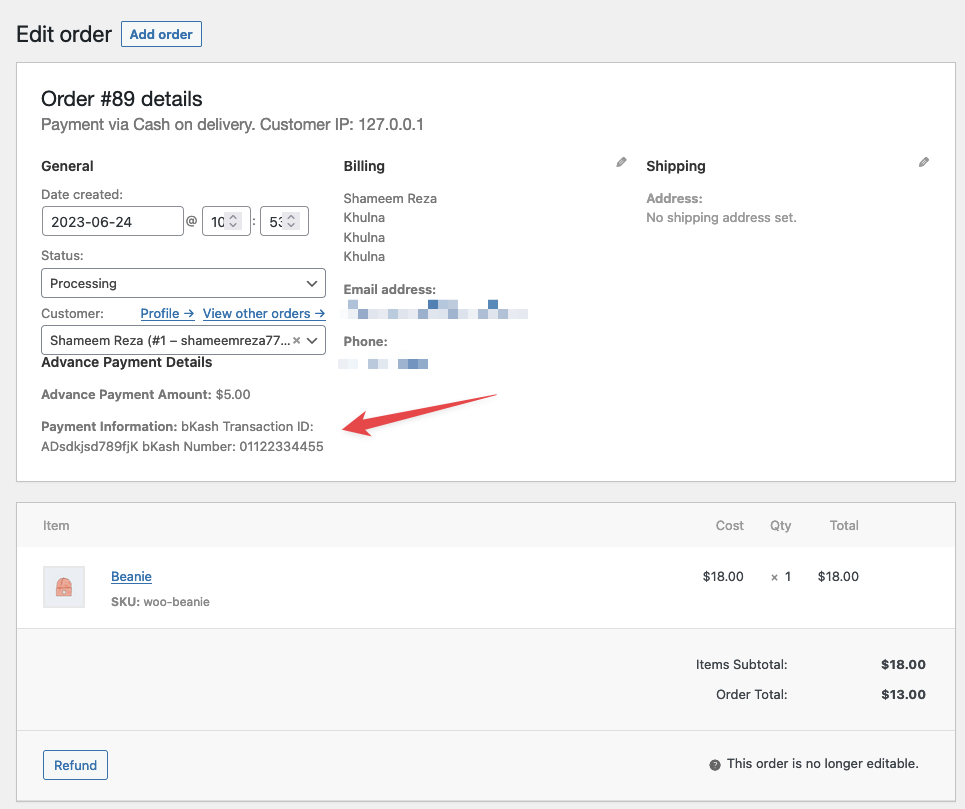 Edit order Add order
Order #89 details
Payment via Cash on delivery. Customer IP: 127.0.0.1
General
Date created:
2023-06-24 @ 10 : 53
Status:
Processing
Customer: Profile → View other orders →
Shameem Reza (#1 – shameemreza77... ×
Advance Payment Details
Advance Payment Amount: $5.00
Payment Information: bKash Transaction ID:
ADsdkjsd789fjK bKash Number: 01122334455
Billing
Shameem Reza
Khulna
Khulna
Khulna
Email address:
Phone:
Shipping
Address:
No shipping address set.
Item Cost Qty Total
Beanie $18.00 × 1 $18.00
SKU: woo-beanie
Items Subtotal: $18.00
Order Total: $13.00
Refund ? This order is no longer editable.